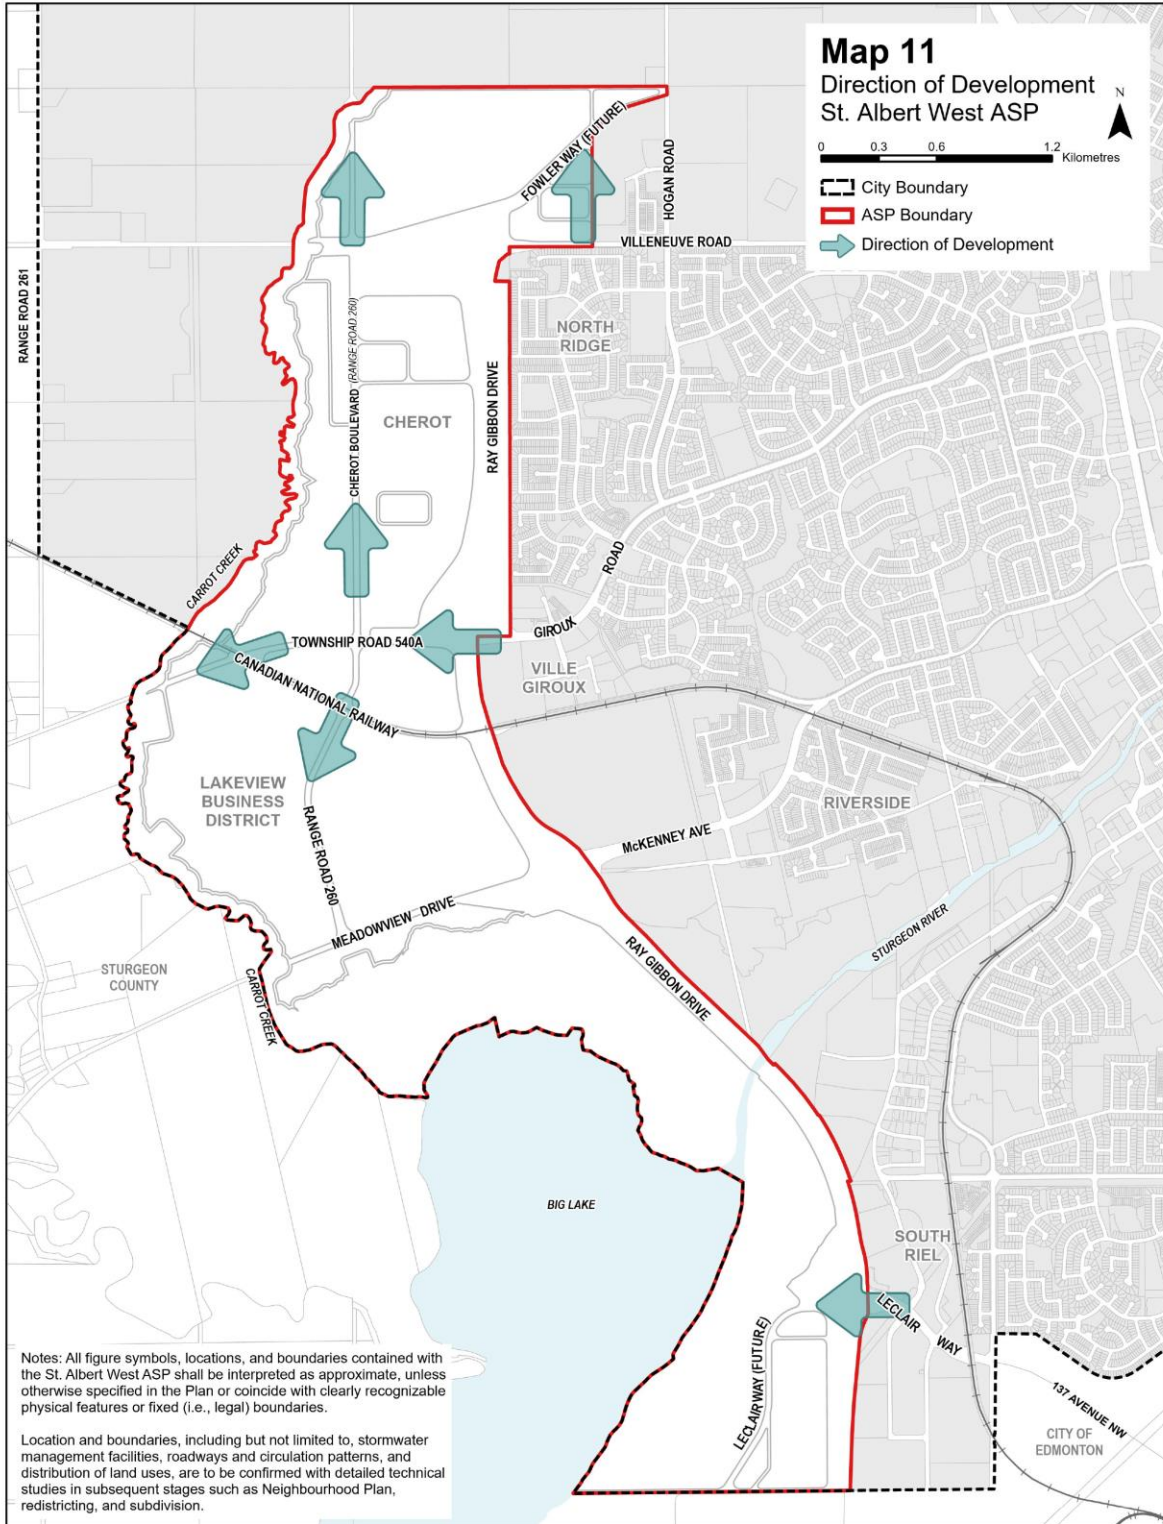 Map 11
Direction of Development
St. Albert West ASP
N
0 0.3 0.6 1.2
Kilometres
City Boundary
ASP Boundary
Direction of Development
FOWLER WAY (FUTURE)
HOGAN ROAD
VILLENEUVE ROAD
RANGE ROAD 261
NORTH
RIDGE
CHEROT BOULEVARD (RANGE ROAD 260)
RAY GIBBON DRIVE
CHEROT
CARROT CREEK
GIROUX
ROAD
TOWNSHIP ROAD 540A
CANADIAN NATIONAL RAILWAY
VILLE
GIROUX
LAKEVIEW
BUSINESS
DISTRICT
RANGE ROAD 260
RIVERSIDE
McKENNEY AVE
MEADOWVIEW DRIVE
STURGEON RIVER
STURGEON
COUNTY
CARROT CREEK
RAY GIBBON DRIVE
BIG LAKE
SOUTH
RIEL
LECLAIR WAY
LECLAIR WAY (FUTURE)
137 AVENUE NW
CITY OF
EDMONTON
Notes: All figure symbols, locations, and boundaries contained with
the St. Albert West ASP shall be interpreted as approximate, unless
otherwise specified in the Plan or coincide with clearly recognizable
physical features or fixed (i.e., legal) boundaries.
Location and boundaries, including but not limited to, stormwater
management facilities, roadways and circulation patterns, and
distribution of land uses, are to be confirmed with detailed technical
studies in subsequent stages such as Neighbourhood Plan,
redistricting, and subdivision.